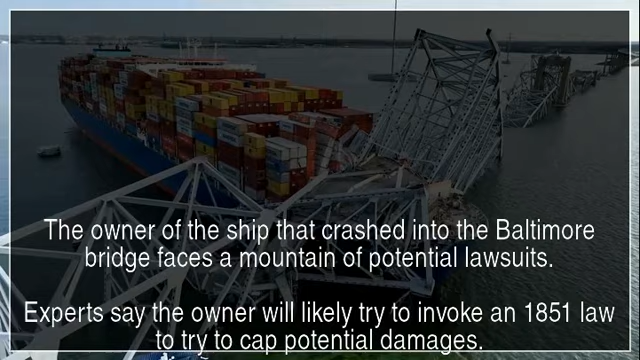 The owner of the ship that crashed into the Baltimore
bridge faces a mountain of potential lawsuits.
Experts say the owner will likely try to invoke an 1851 law
to try to cap potential damages.